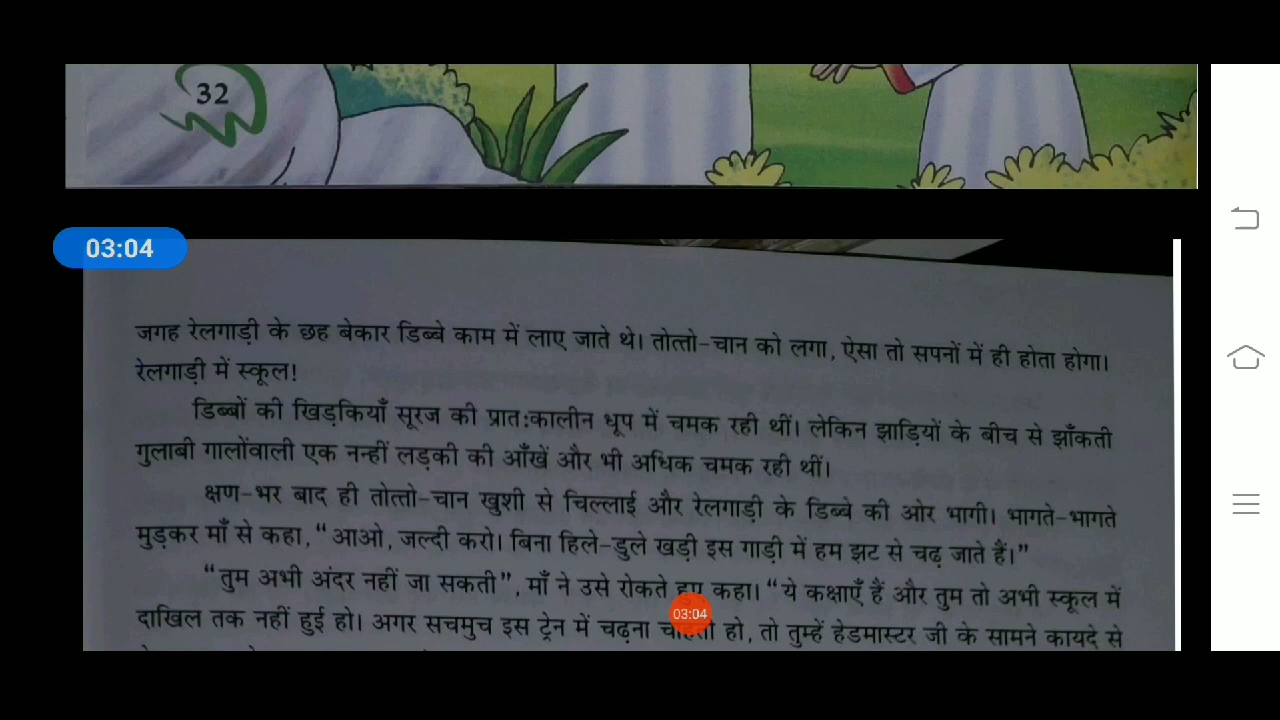 32
03:04
जगह रेलगाड़ी के छह बेकार डिब्बे काम में लाए जाते थे। तोत्तो-चान को लगा, ऐसा तो सपनों में ही होता होगा।
रेलगाड़ी में स्कूल!
डिब्बों की खिड़कियाँ सूरज की प्रात:कालीन धूप में चमक रही थीं। लेकिन झाड़ियों के बीच से झाँकती
गुलाबी गालोंवाली एक नन्हीं लड़की की आँखें और भी अधिक चमक रही थीं।
क्षण-भर बाद ही तोत्तो-चान खुशी से चिल्लाई और रेलगाड़ी के डिब्बे की ओर भागी। भागते-भागते
मुड़कर माँ से कहा, “आओ, जल्दी करो। बिना हिले-डुले खड़ी इस गाड़ी में हम झट से चढ़ जाते हैं।”
“तुम अभी अंदर नहीं जा सकती”, माँ ने उसे रोकते कहा। “ये कक्षाएँ हैं और तुम तो अभी स्कूल में
03:04
दाखिल तक नहीं हुई हो। अगर सचमुच इस ट्रेन में चढ़ना हो, तो तुम्हें हेडमास्टर जी के सामने कायदे से